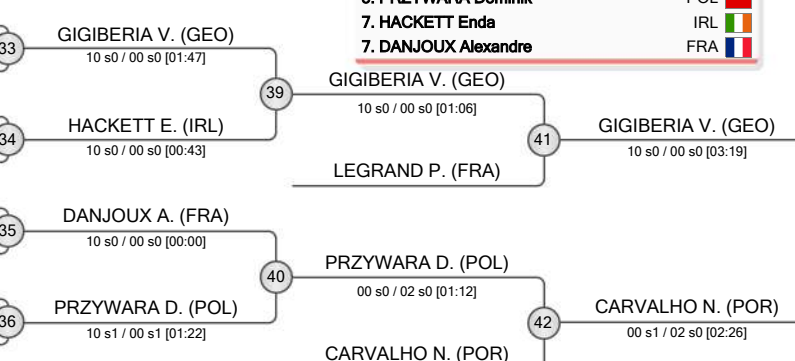 5. PRZYWARA Dominik POL
7. HACKETT Enda IRL
7. DANJOUX Alexandre FRA
33
GIGIBERIA V. (GEO)
10 s0 / 00 s0 [01:47]
39
GIGIBERIA V. (GEO)
10 s0 / 00 s0 [01:06]
34
HACKETT E. (IRL)
10 s0 / 00 s0 [00:43]
41
GIGIBERIA V. (GEO)
10 s0 / 00 s0 [03:19]
LEGRAND P. (FRA)
35
DANJOUX A. (FRA)
10 s0 / 00 s0 [00:00]
40
PRZYWARA D. (POL)
00 s0 / 02 s0 [01:12]
36
PRZYWARA D. (POL)
10 s1 / 00 s1 [01:22]
42
CARVALHO N. (POR)
00 s1 / 02 s0 [02:26]
CARVALHO N. (POR)